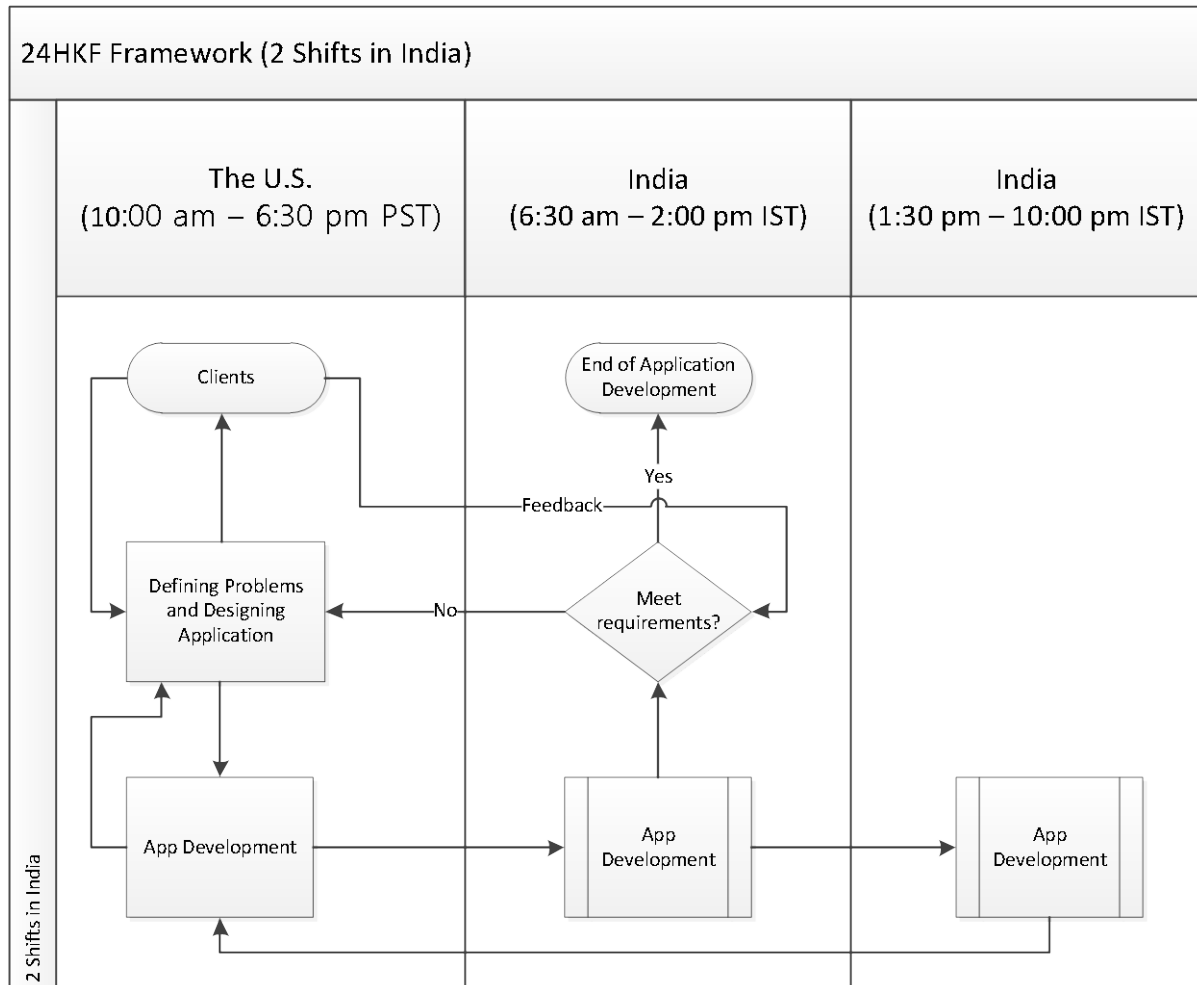 24HKF Framework (2 Shifts in India)
The U.S.
(10:00 am – 6:30 pm PST)
India
(6:30 am – 2:00 pm IST)
India
(1:30 pm – 10:00 pm IST)
Clients
End of Application
Development
Yes
Feedback
Defining Problems
and Designing
Application
No
Meet
requirements?
App Development
App
Development
App
Development
2 Shifts in India